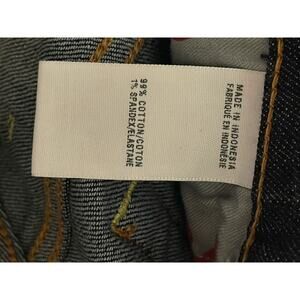 MADE IN INDONESIA
FABRIQUÉ EN INDONÉSIE
99% COTTON/COTON
1% SPANDEX/ELASTANE